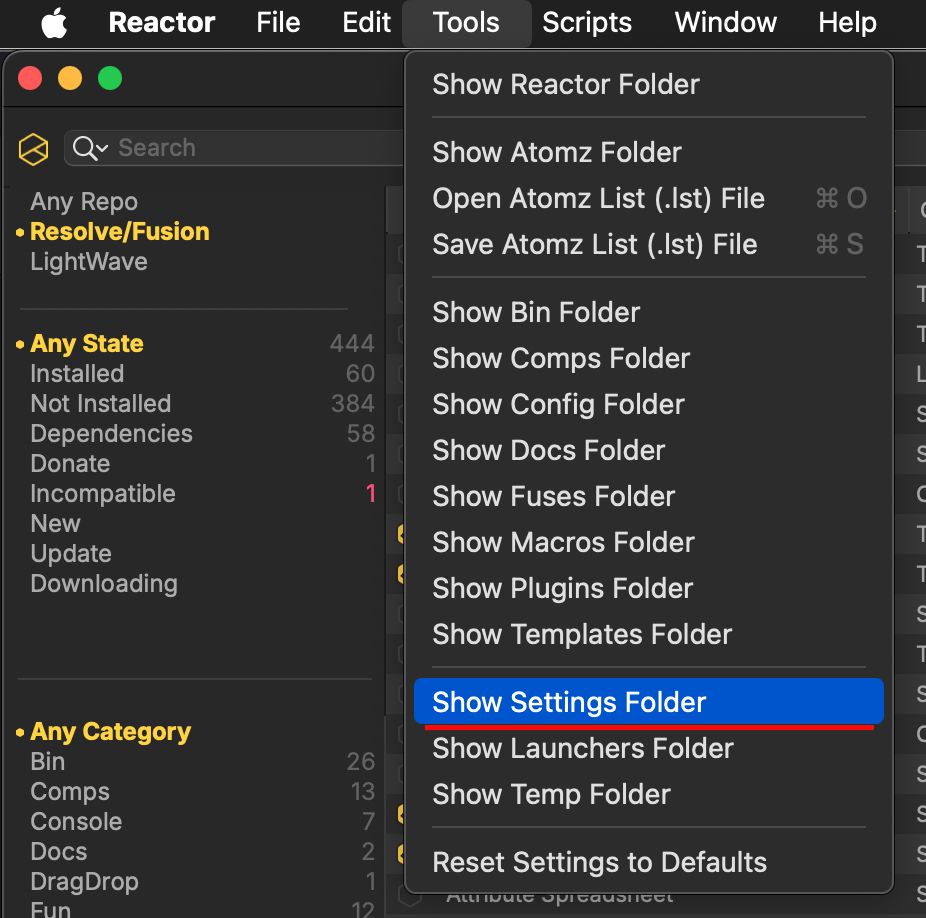 Reactor File Edit Tools Scripts Window Help
Search
Any Repo
Resolve/Fusion
LightWave
Any State 444
Installed 60
Not Installed 384
Dependencies 58
Donate 1
Incompatible 1
New
Update
Downloading
Any Category
Bin 26
Comps 13
Console 7
Docs 2
DragDrop 1
Fun 12
Show Reactor Folder
Show Atomz Folder
Open Atomz List (.lst) File ⌘ O
Save Atomz List (.lst) File ⌘ S
Show Bin Folder
Show Comps Folder
Show Config Folder
Show Docs Folder
Show Fuses Folder
Show Macros Folder
Show Plugins Folder
Show Templates Folder
Show Settings Folder
Show Launchers Folder
Show Temp Folder
Reset Settings to Defaults
Attribute Spreadsheet